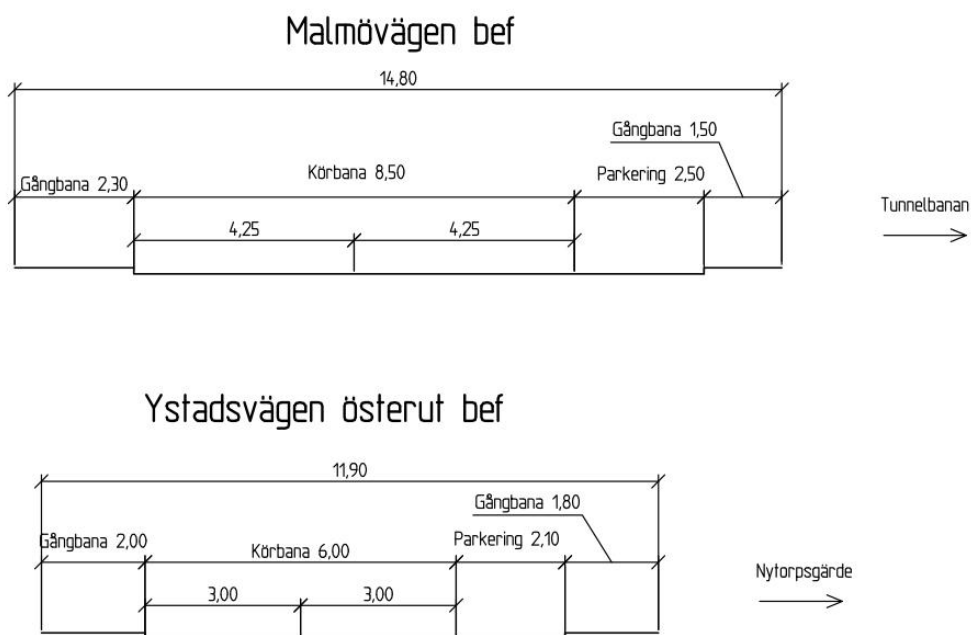 Malmövägen bef
14,80
Gångbana 1,50
Gångbana 2,30
Körbana 8,50
Parkering 2,50
Tunnelbanan
4,25
4,25
Ystadsvägen österut bef
11,90
Gångbana 1,80
Gångbana 2,00
Körbana 6,00
Parkering 2,10
Nytorpsgärde
3,00
3,00